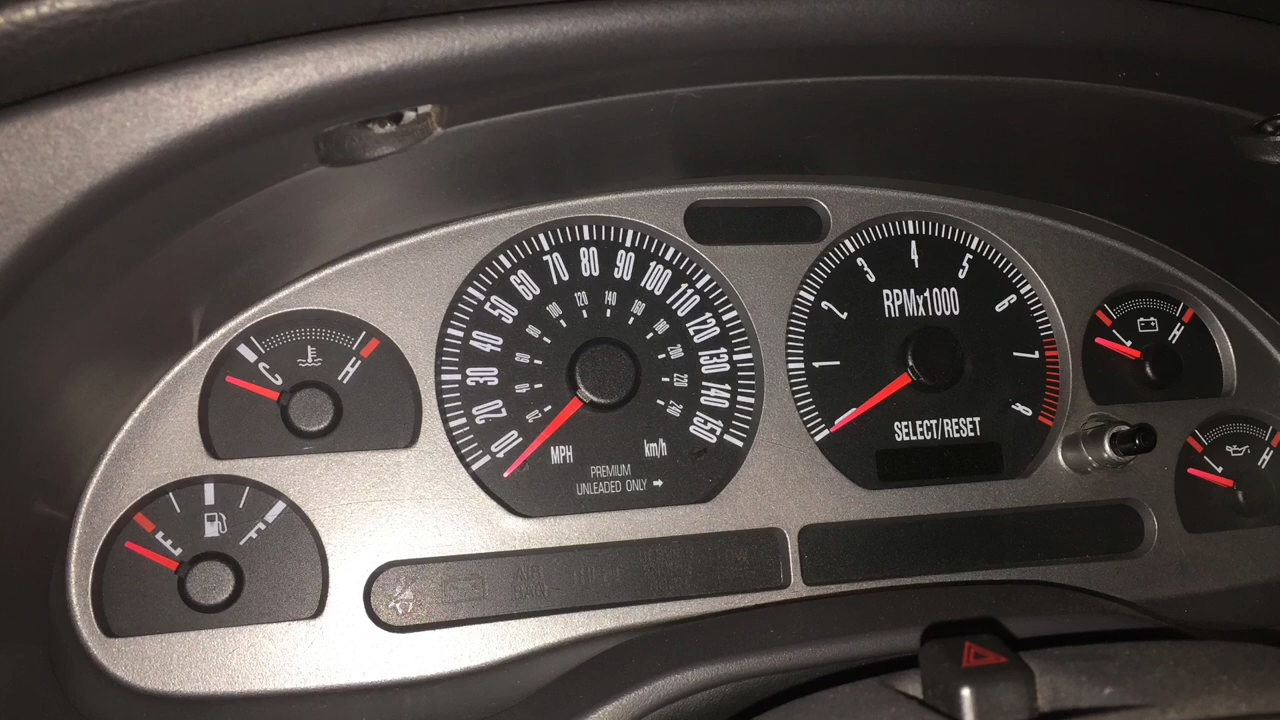 C H
E F
10 20 30 40 50 60 70 80 90 100 110 120 130 140 150
20 40 60 80 100 120 140 160 180 200 220 240
MPH km/h
PREMIUM
UNLEADED ONLY
1 2 3 4 5 6 7 8
RPMx1000
SELECT/RESET
L H
L H
AIR
BAG